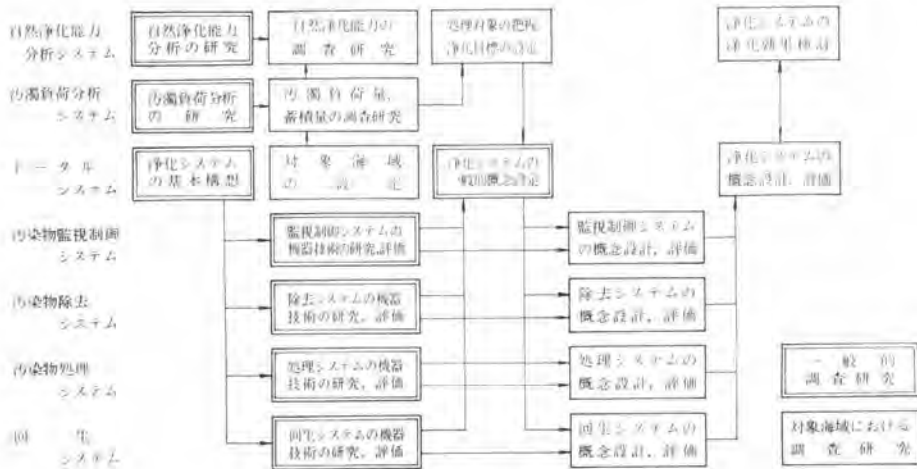 自然浄化能力
分析システム
自然浄化能力
分析の研究
自然浄化能力の
調査研究
処理対象の把握,
浄化目標の設定
浄化システムの
浄化効果検討
汚濁負荷分析
システム
汚濁負荷分析
の研究
汚濁負荷量,
蓄積量の調査研究
トータル
システム
浄化システム
の基本構想
対象海域
の設定
浄化システムの
一般的概念設定
浄化システムの
概念設計, 評価
汚染物監視制御
システム
監視制御システムの
機器技術の研究,評価
監視制御システム
の概念設計, 評価
汚染物除去
システム
除去システムの機器
技術の研究, 評価
除去システムの
概念設計, 評価
汚染物処理
システム
処理システムの機器
技術の研究, 評価
処理システムの
概念設計, 評価
回生
システム
回生システムの機器
技術の研究, 評価
回生システムの
概念設計, 評価
一般的
調査研究
対象海域における
調査研究